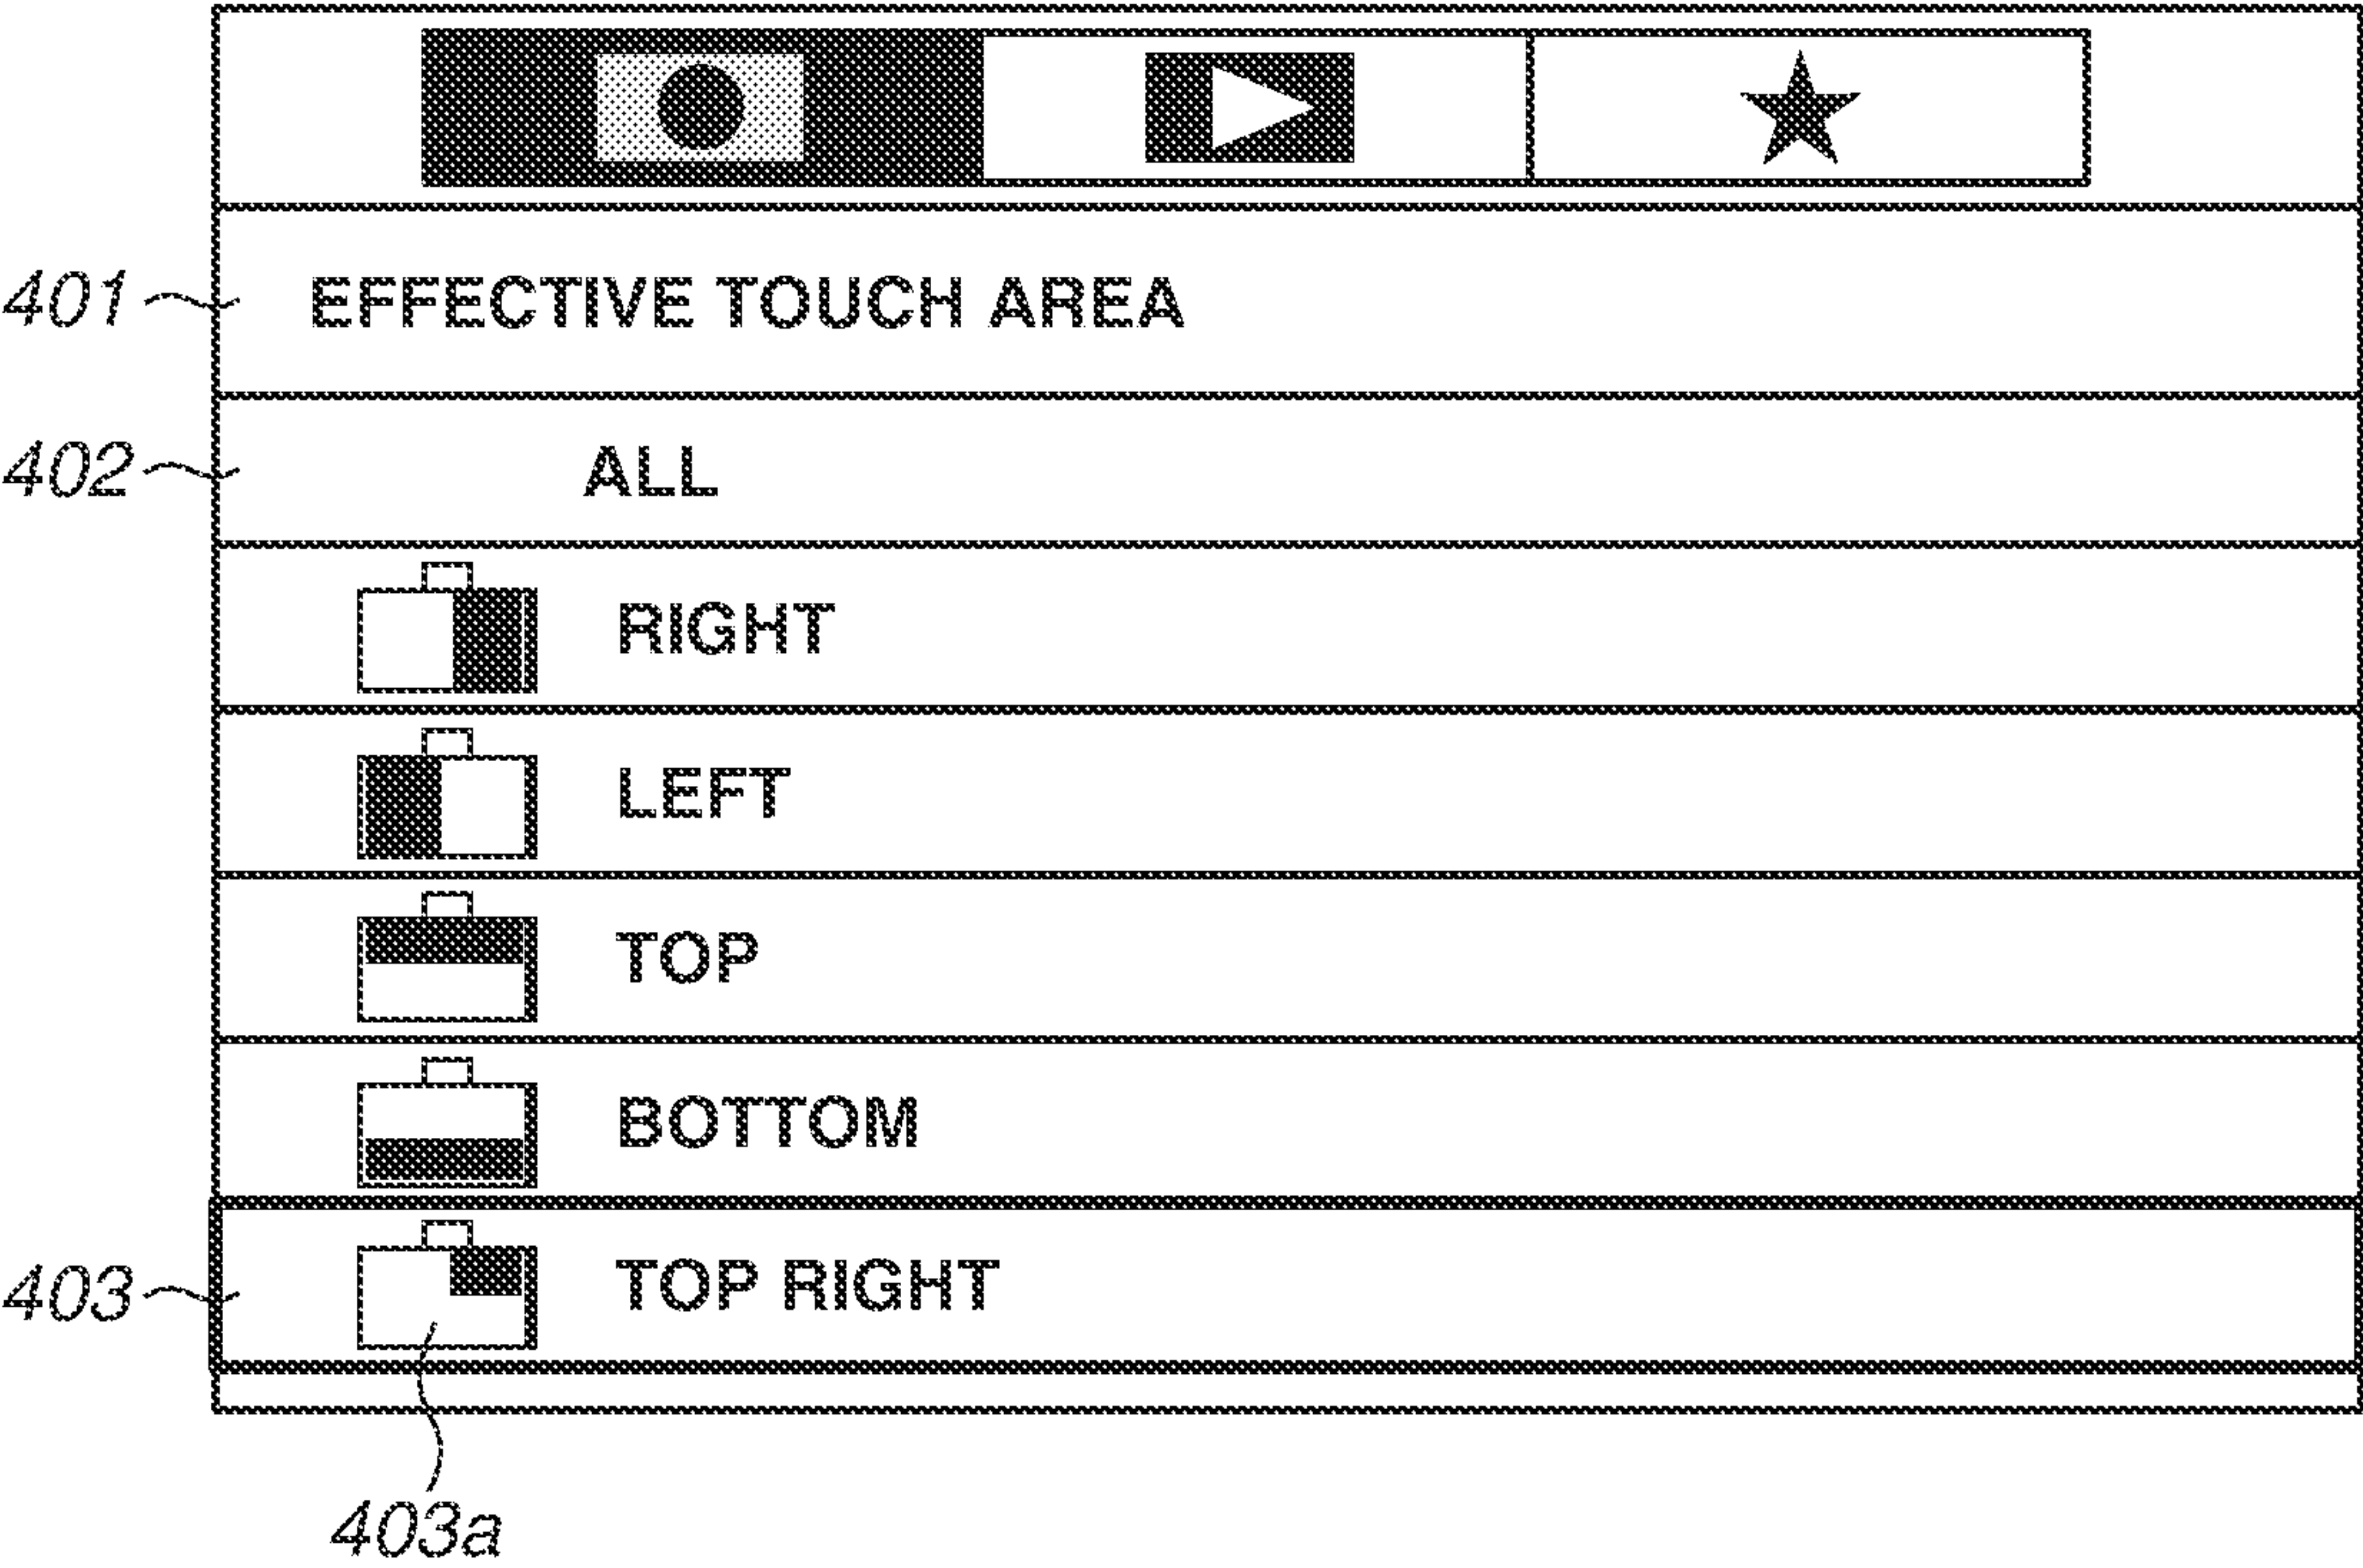 401 EFFECTIVE TOUCH AREA
402 ALL
RIGHT
LEFT
TOP
BOTTOM
403 TOP RIGHT
403a